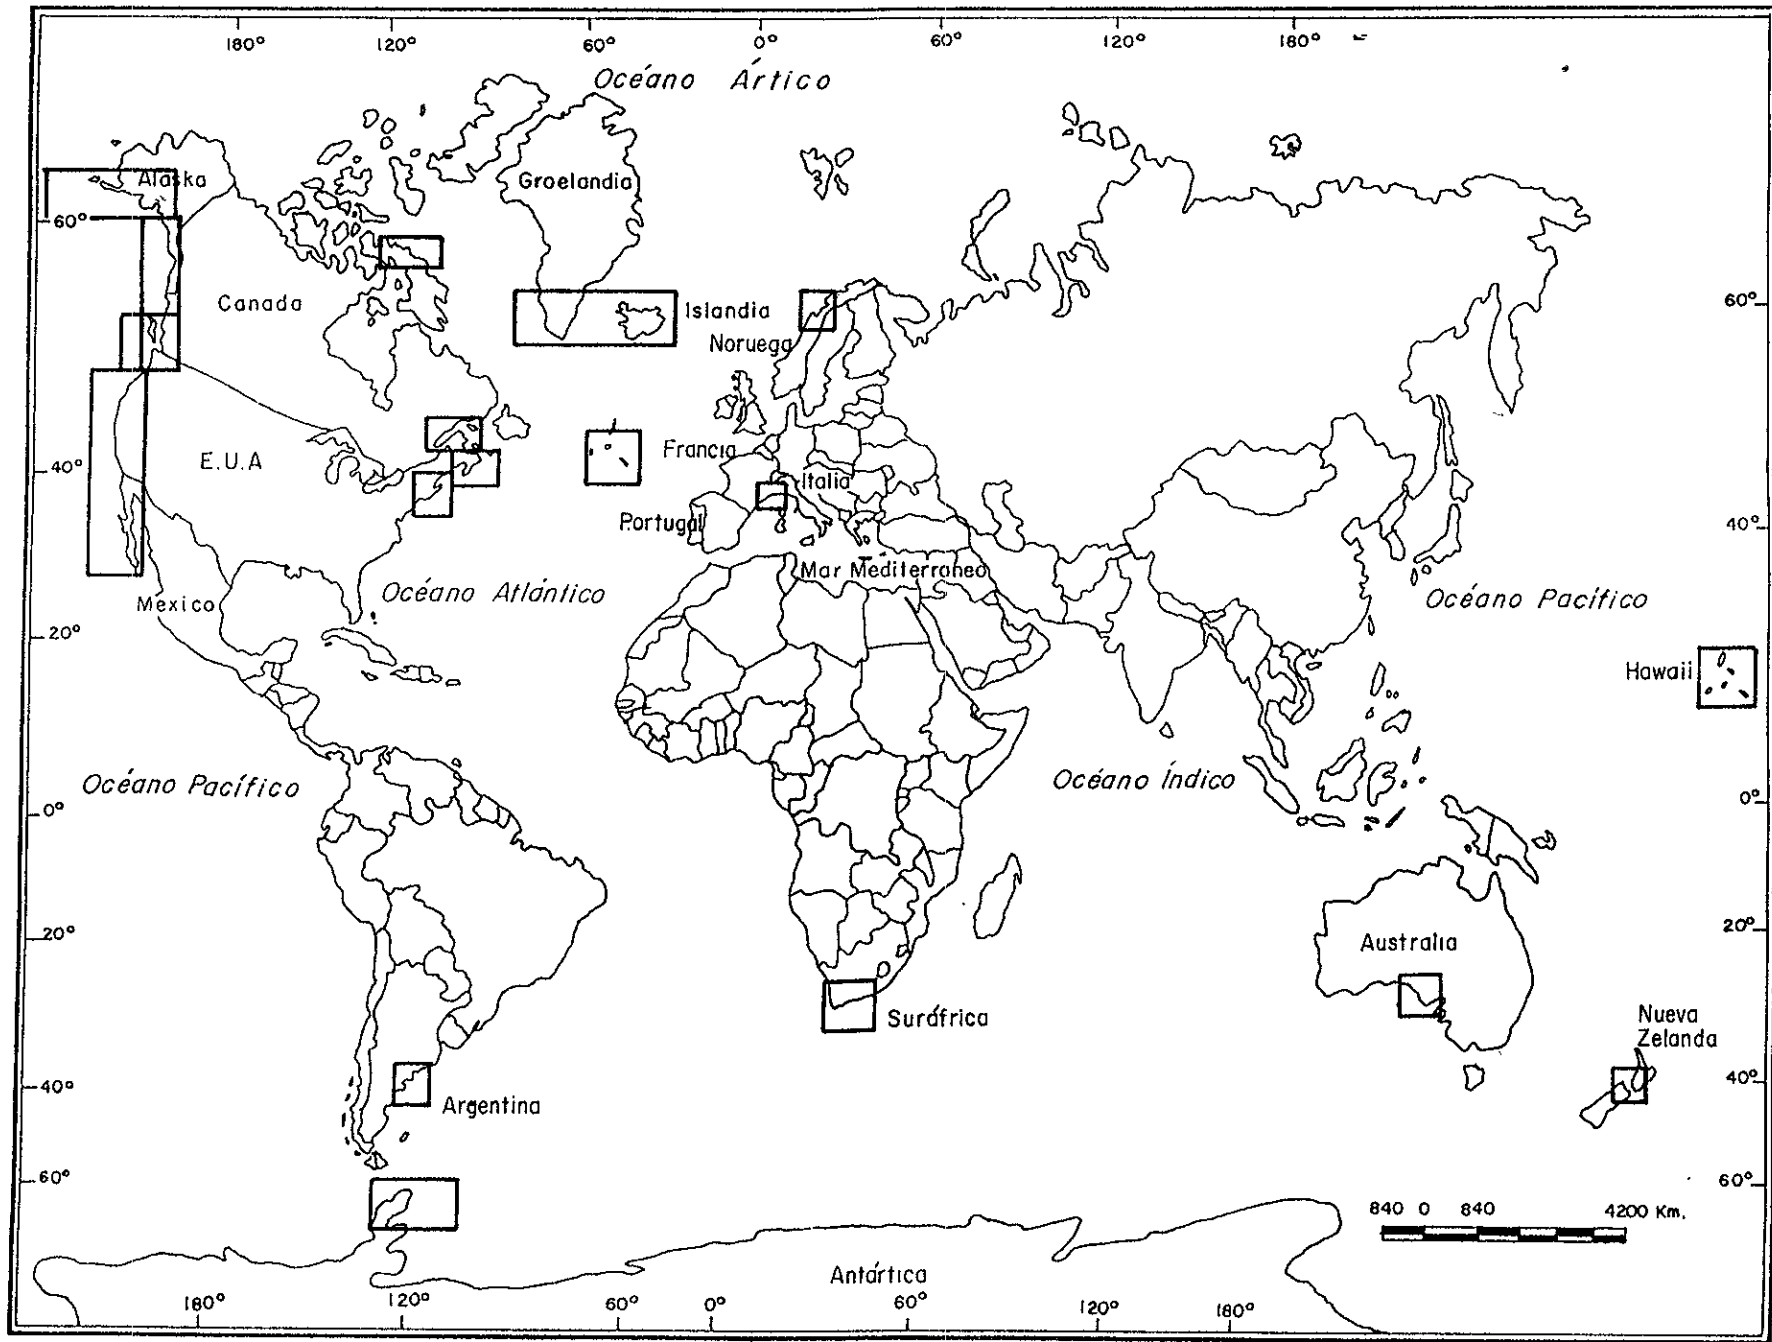 180° 120° 60° 0° 60° 120° 180°
Océano Ártico
Alaska
Groelandia
60°
Canada
Islandia
60°
Noruega
E.U.A
Francia
40°
Italia
Portugal
40°
Mar Méditerraneo
Mexico
Océano Atlántico
Océano Pacífico
20°
Hawaii
Océano Pacífico
Océano Índico
0°
0°
20°
Australia
20°
Suráfrica
Nueva
Zelanda
40°
Argentina
40°
60°
60°
840 0 840 4200 Km.
Antártica
180° 120° 60° 0° 60° 120° 180°